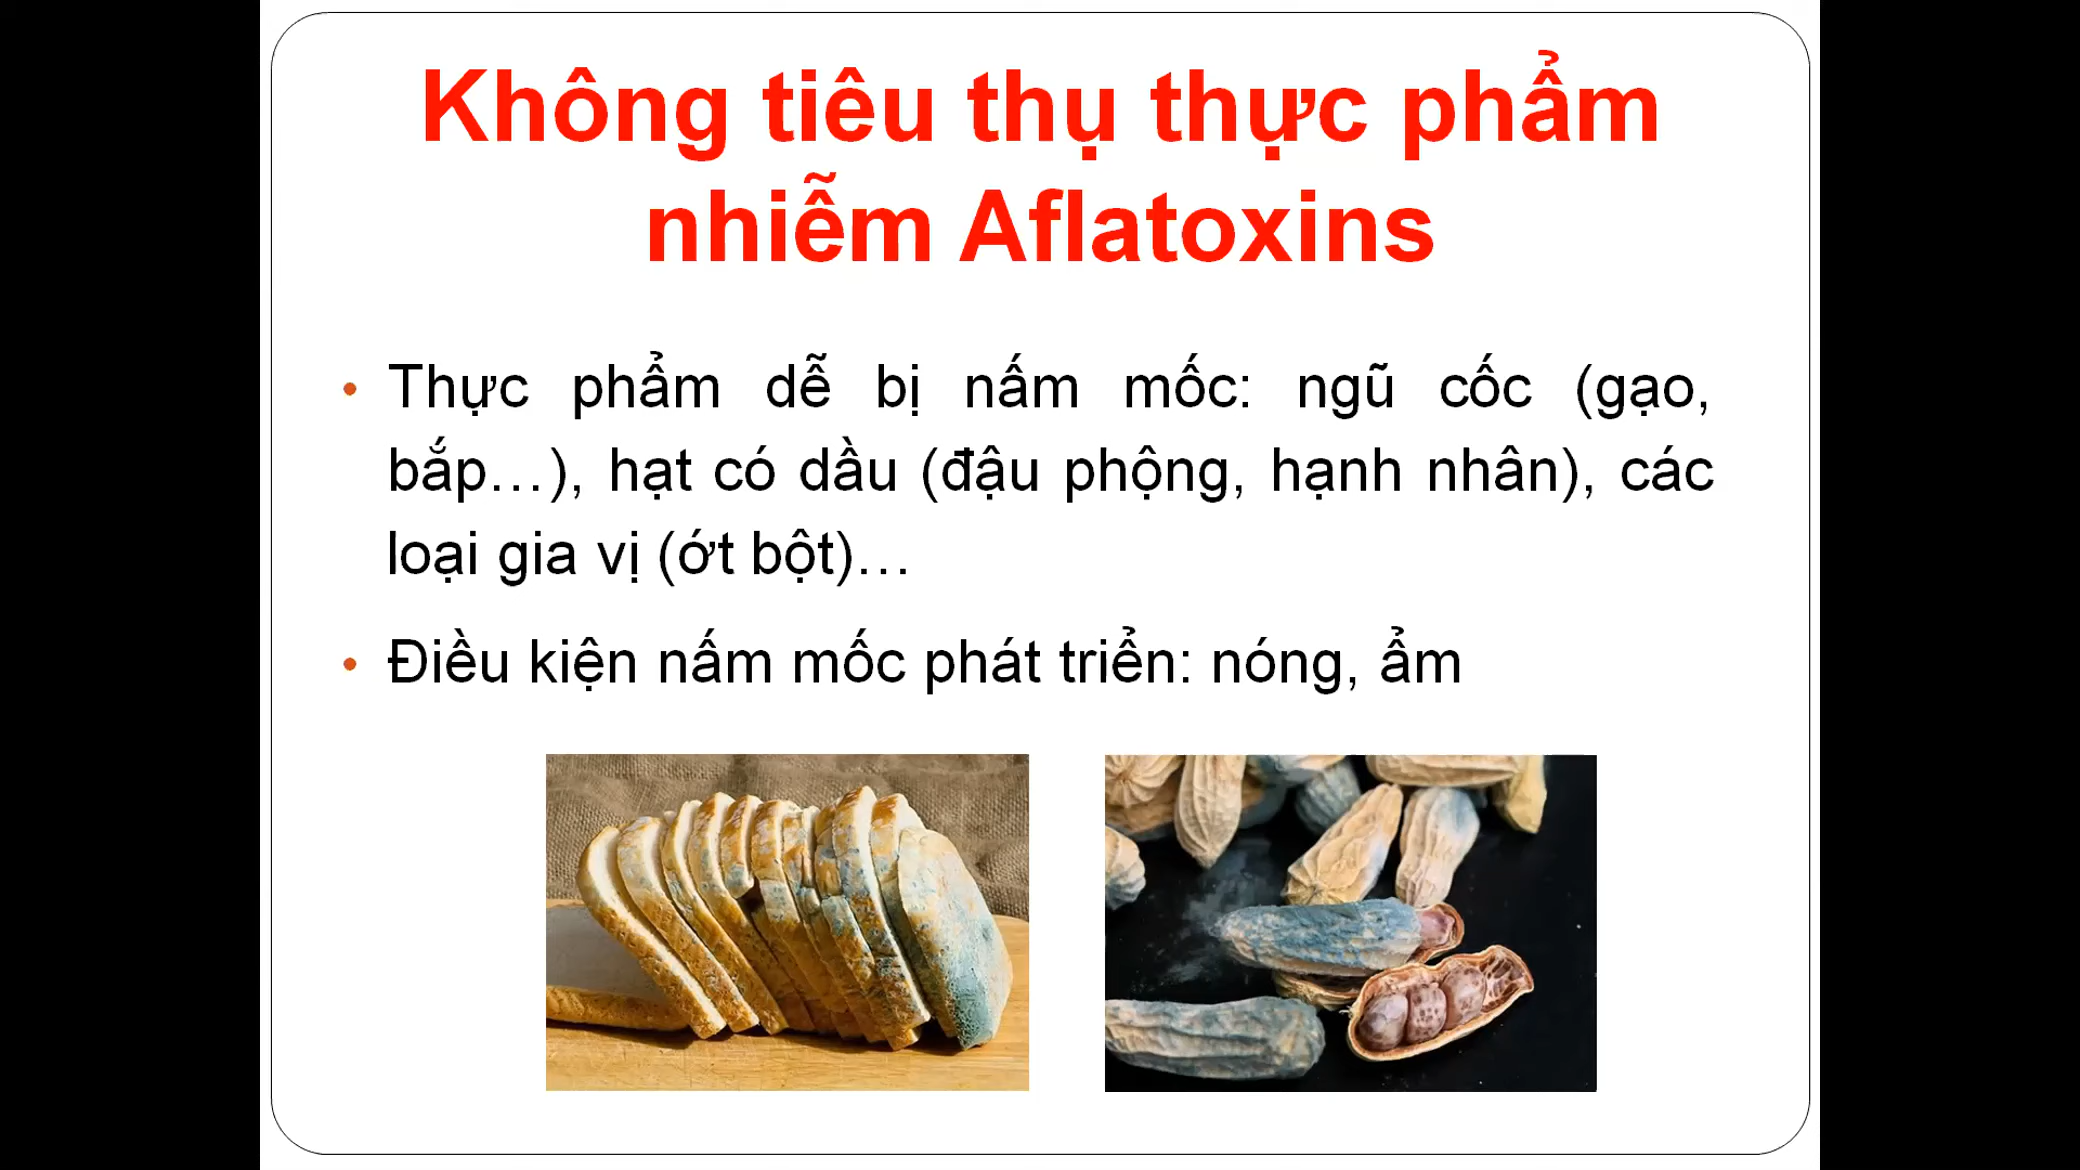 Không tiêu thụ thực phẩm
nhiễm Aflatoxins
• Thực phẩm dễ bị nấm mốc: ngũ cốc (gạo,
bắp…), hạt có dầu (đậu phộng, hạnh nhân), các
loại gia vị (ớt bột)…
• Điều kiện nấm mốc phát triển: nóng, ẩm